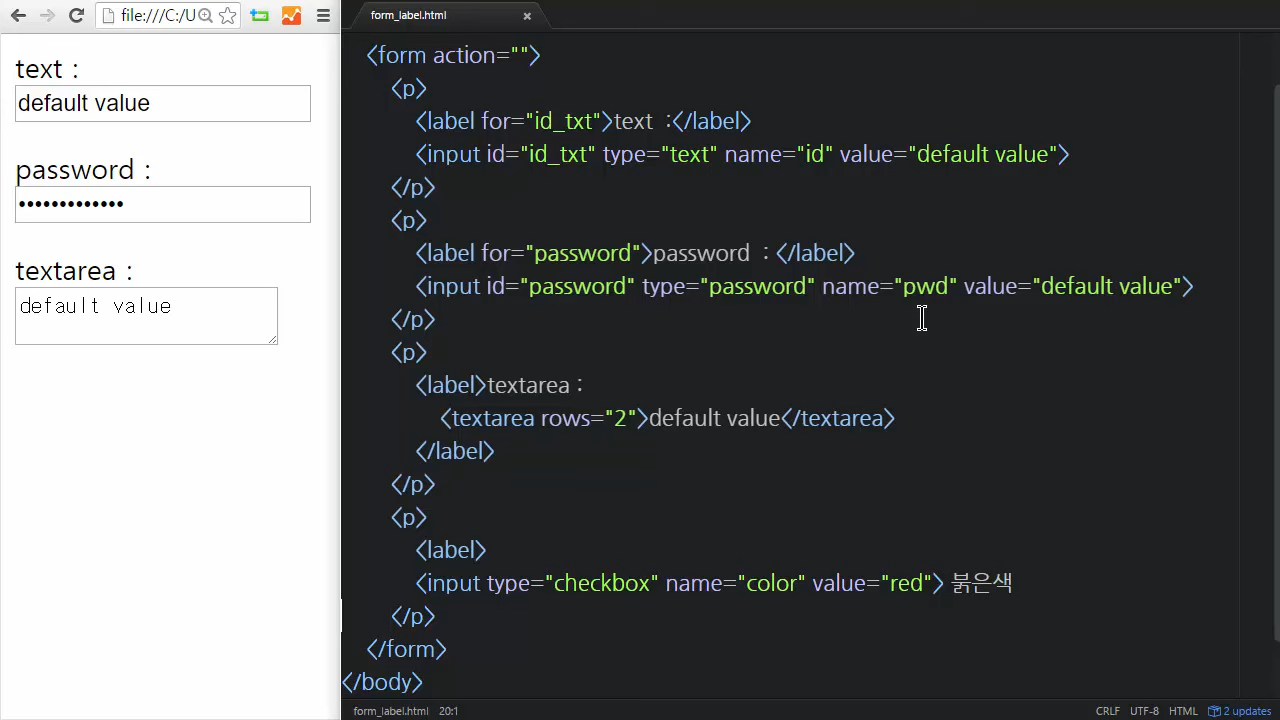 file:///C:/U
text :
default value
password :
•••••••••••••
textarea :
default value
form_label.html
<form action="">
<p>
<label for="id_txt">text  :</label>
<input id="id_txt" type="text" name="id" value="default value">
</p>
<p>
<label for="password">password  : </label>
<input id="password" type="password" name="pwd" value="default value">
</p>
<p>
<label>textarea :
<textarea rows="2">default value</textarea>
</label>
</p>
<p>
<label>
<input type="checkbox" name="color" value="red"> 붉은색
</p>
</form>
</body>
form_label.html 20:1 CRLF UTF-8 HTML 2 updates